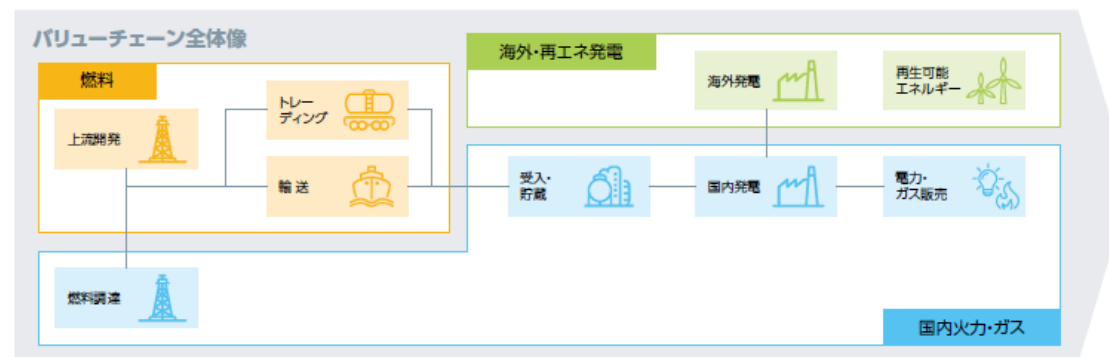 バリューチェーン全体像
燃料
上流開発
トレー
ディング
輸送
燃料調達
海外・再エネ発電
海外発電
再生可能
エネルギー
受入・
貯蔵
国内発電
電力・
ガス販売
国内火力・ガス